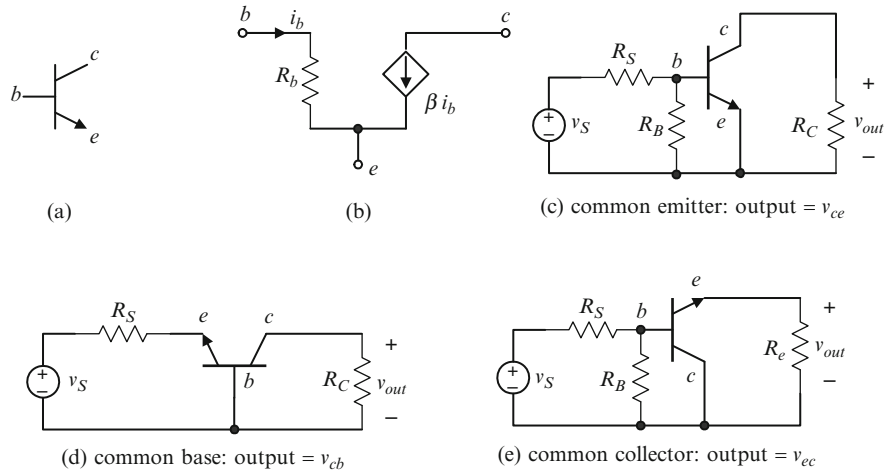 b
c
e
(a)
b
i_b
c
R_b
β i_b
e
(b)
R_S
b
c
e
+
−
v_S
R_B
R_C
+
v_out
−
(c) common emitter: output = v_ce
R_S
e
c
b
+
−
v_S
R_C
+
v_out
−
(d) common base: output = v_cb
R_S
b
e
c
+
−
v_S
R_B
R_e
+
v_out
−
(e) common collector: output = v_ec